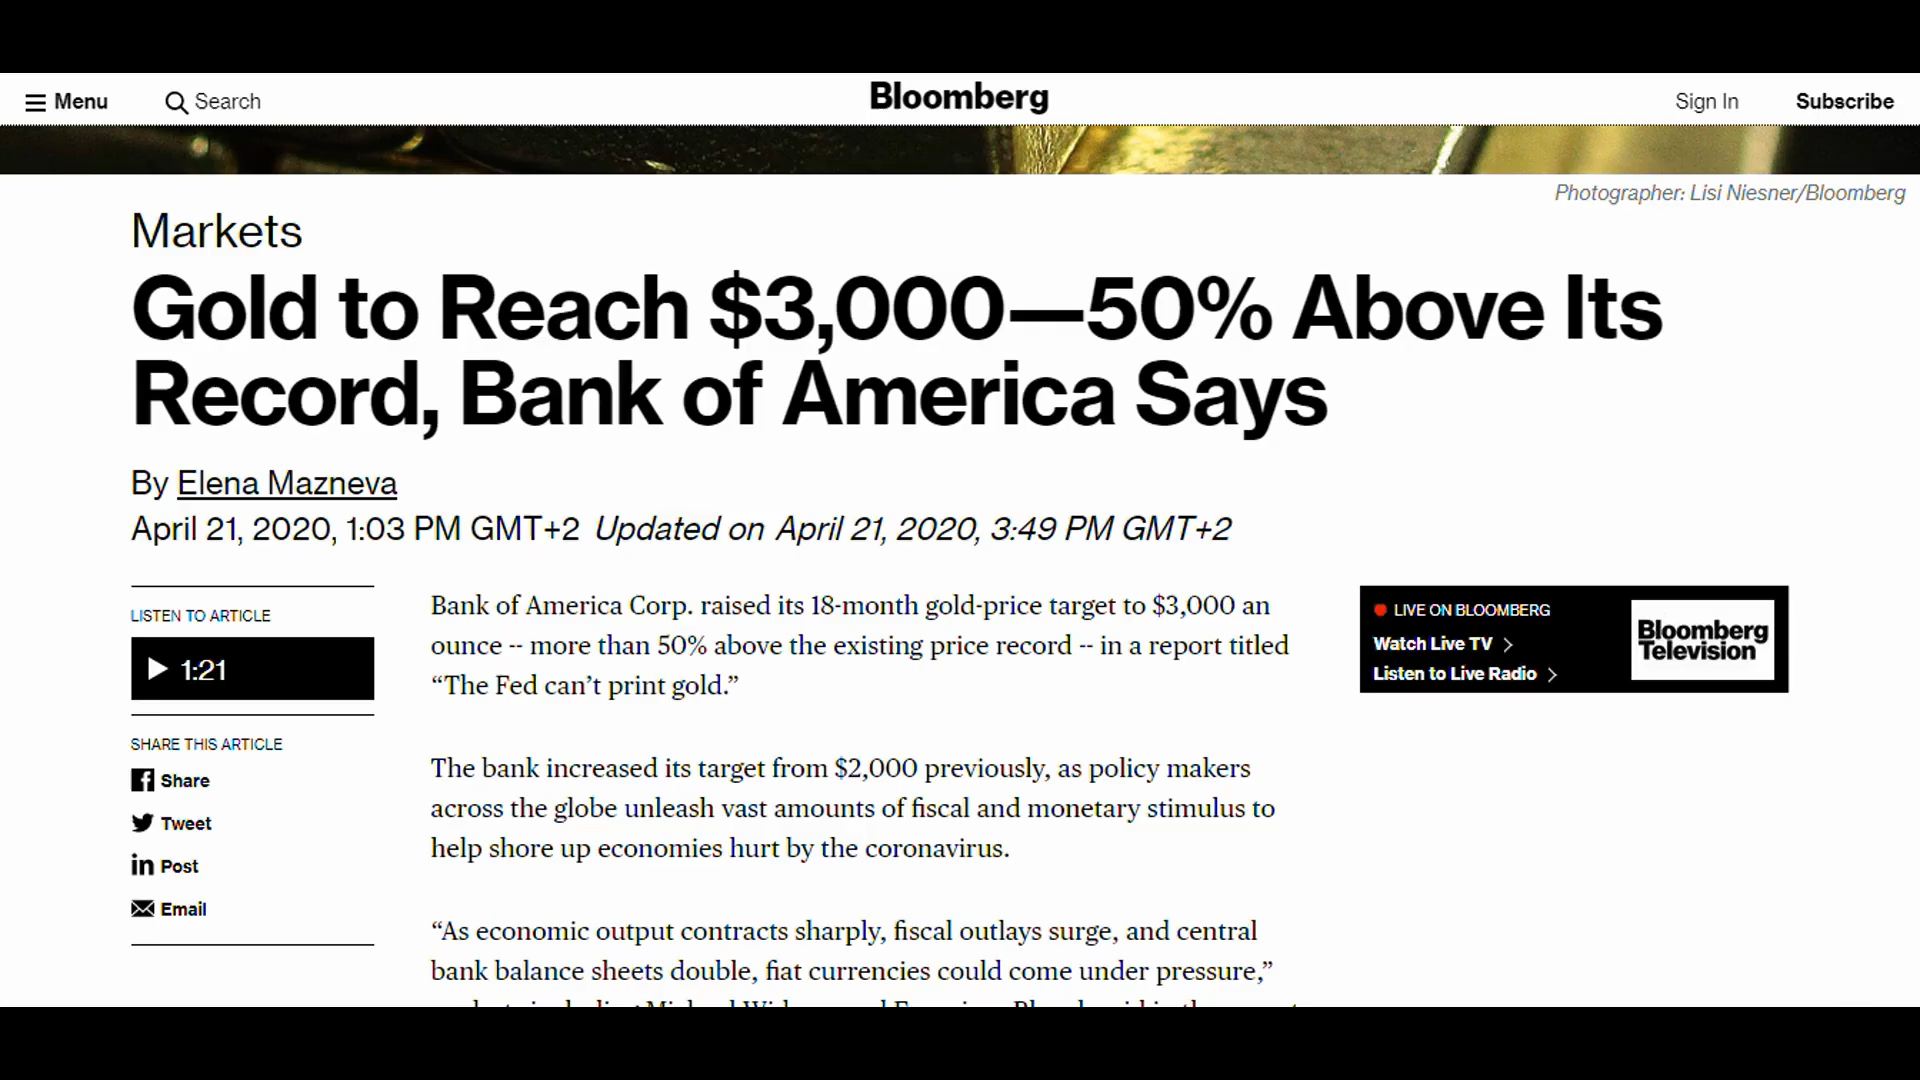 Menu
Search
Bloomberg
Sign In
Subscribe
Photographer: Lisi Niesner/Bloomberg
Markets
Gold to Reach $3,000—50% Above Its
Record, Bank of America Says
By Elena Mazneva
April 21, 2020, 1:03 PM GMT+2 Updated on April 21, 2020, 3:49 PM GMT+2
LISTEN TO ARTICLE
1:21
SHARE THIS ARTICLE
Share
Tweet
Post
Email
Bank of America Corp. raised its 18-month gold-price target to $3,000 an
ounce -- more than 50% above the existing price record -- in a report titled
“The Fed can’t print gold.”
The bank increased its target from $2,000 previously, as policy makers
across the globe unleash vast amounts of fiscal and monetary stimulus to
help shore up economies hurt by the coronavirus.
“As economic output contracts sharply, fiscal outlays surge, and central
bank balance sheets double, fiat currencies could come under pressure,”
LIVE ON BLOOMBERG
Watch Live TV
Listen to Live Radio
Bloomberg
Television